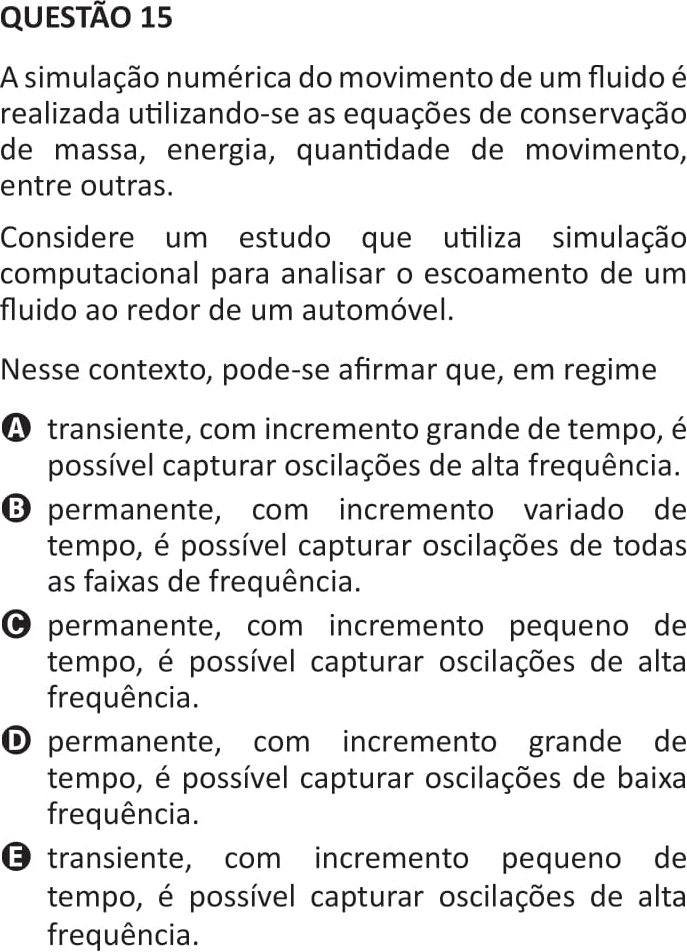 QUESTÃO 15
A simulação numérica do movimento de um fluido é
realizada utilizando-se as equações de conservação
de massa, energia, quantidade de movimento,
entre outras.
Considere um estudo que utiliza simulação
computacional para analisar o escoamento de um
fluido ao redor de um automóvel.
Nesse contexto, pode-se afirmar que, em regime
A transiente, com incremento grande de tempo, é
possível capturar oscilações de alta frequência.
B permanente, com incremento variado de
tempo, é possível capturar oscilações de todas
as faixas de frequência.
C permanente, com incremento pequeno de
tempo, é possível capturar oscilações de alta
frequência.
D permanente, com incremento grande de
tempo, é possível capturar oscilações de baixa
frequência.
E transiente, com incremento pequeno de
tempo, é possível capturar oscilações de alta
frequência.